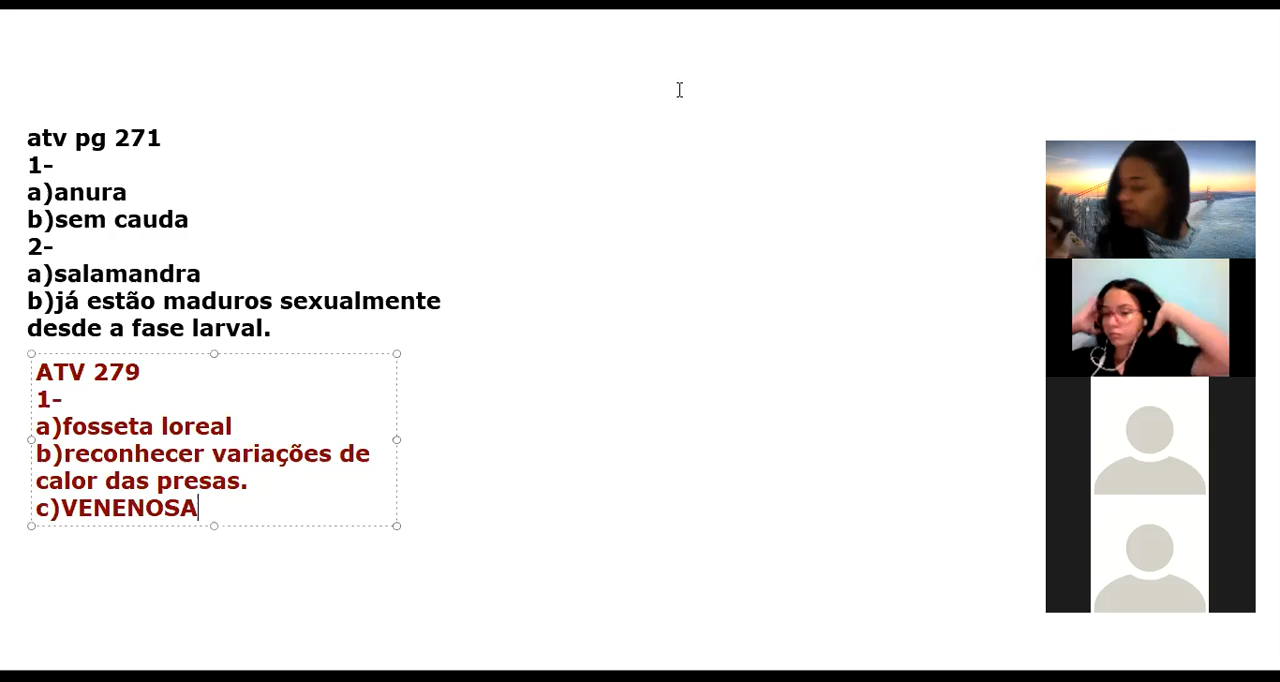 atv pg 271
1-
a)anura
b)sem cauda
2-
a)salamandra
b)já estão maduros sexualmente
desde a fase larval.
ATV 279
1-
a)fosseta loreal
b)reconhecer variações de
calor das presas.
c)VENENOSA